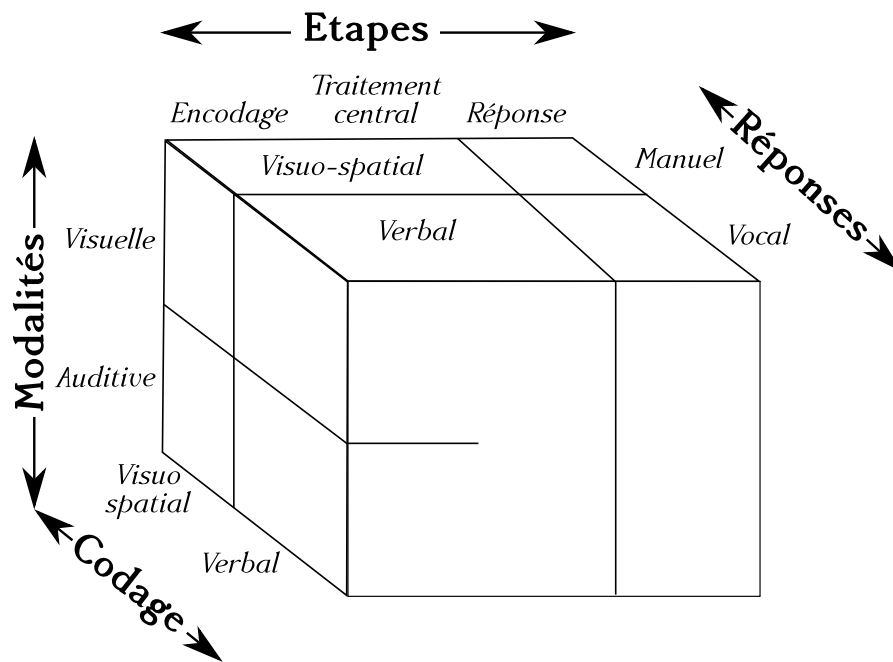 Etapes
Traitement
central
Encodage
Réponse
Réponses
Visuo-spatial
Manuel
Verbal
Vocal
Modalités
Visuelle
Auditive
Visuo
spatial
Verbal
Codage